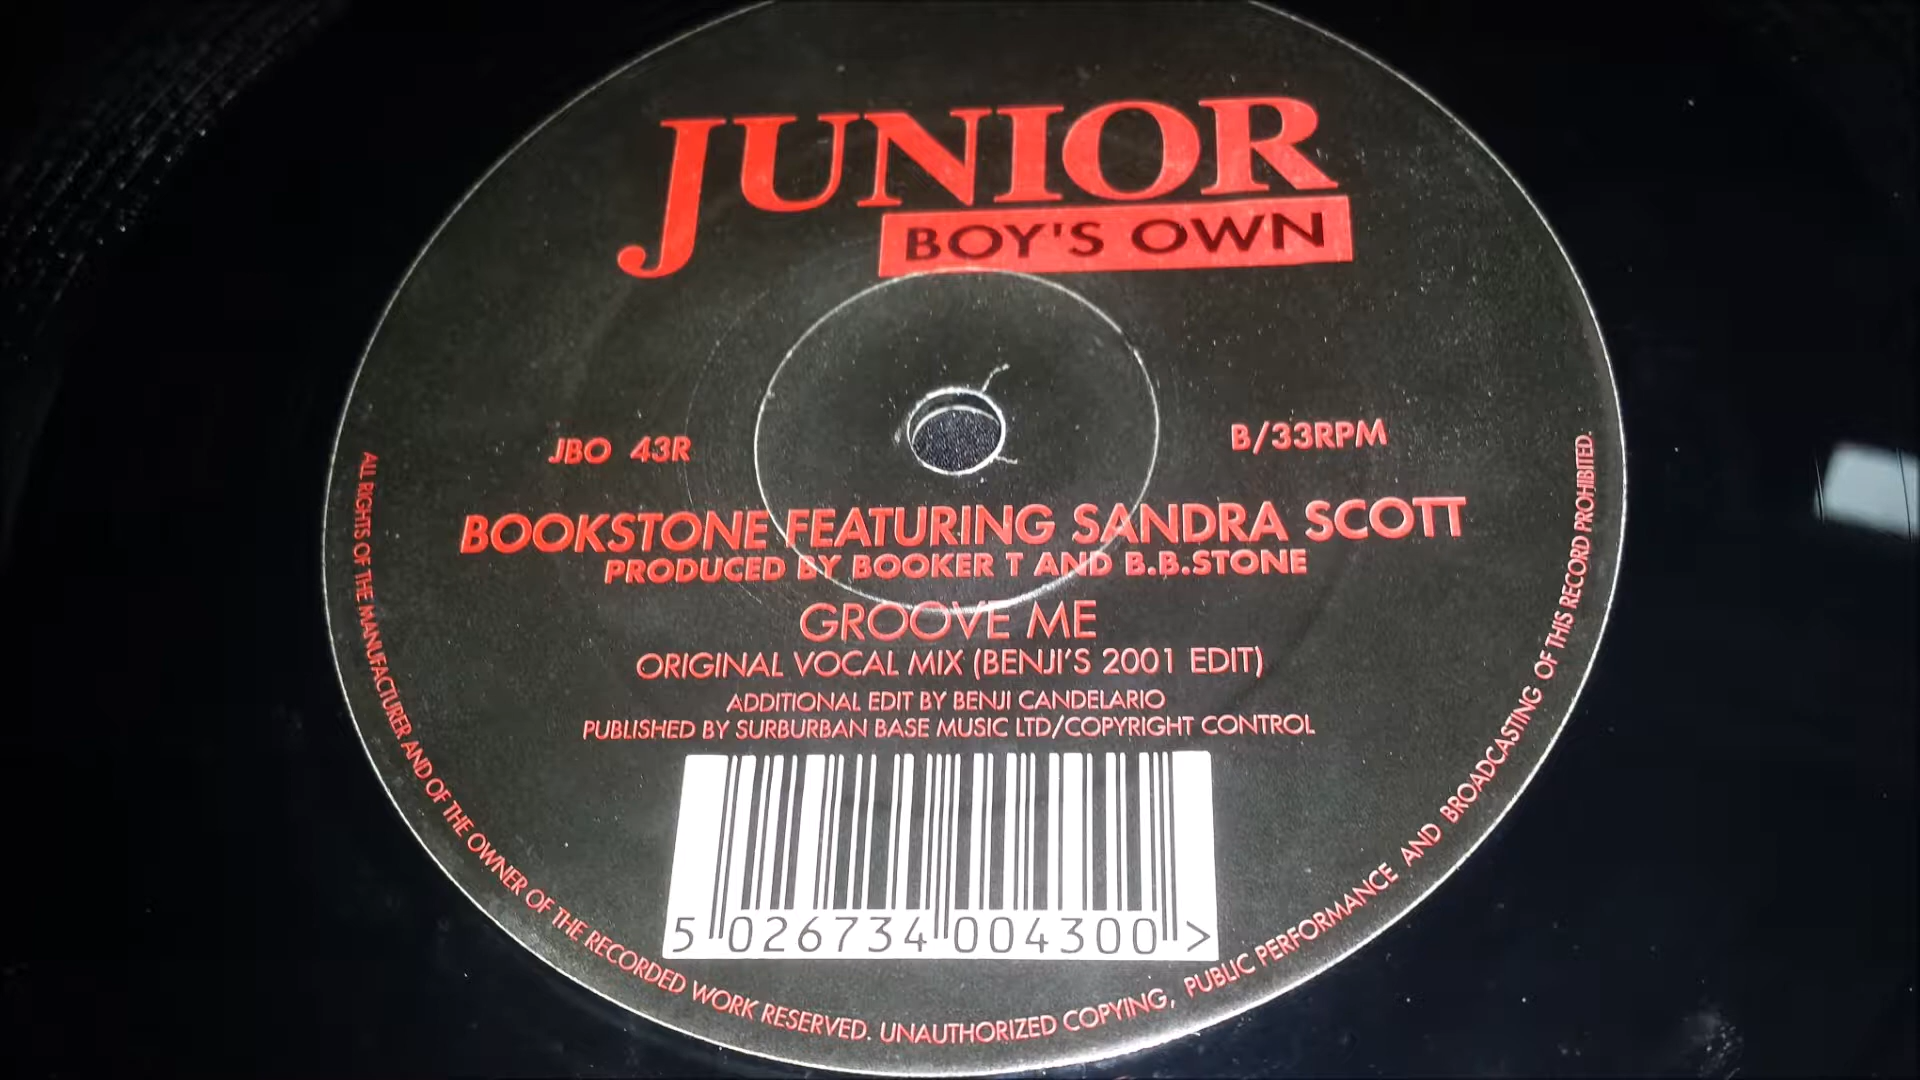 JUNIOR
BOY'S OWN
JBO 43R
B/33RPM
BOOKSTONE FEATURING SANDRA SCOTT
PRODUCED BY BOOKER T AND B.B.STONE
GROOVE ME
ORIGINAL VOCAL MIX (BENJI'S 2001 EDIT)
ADDITIONAL EDIT BY BENJI CANDELARIO
PUBLISHED BY SURBURBAN BASE MUSIC LTD/COPYRIGHT CONTROL
5 026734 004300 >
ALL RIGHTS OF THE MANUFACTURER AND OF THE OWNER OF THE RECORDED WORK RESERVED. UNAUTHORIZED COPYING, PUBLIC PERFORMANCE AND BROADCASTING OF THIS RECORD PROHIBITED.